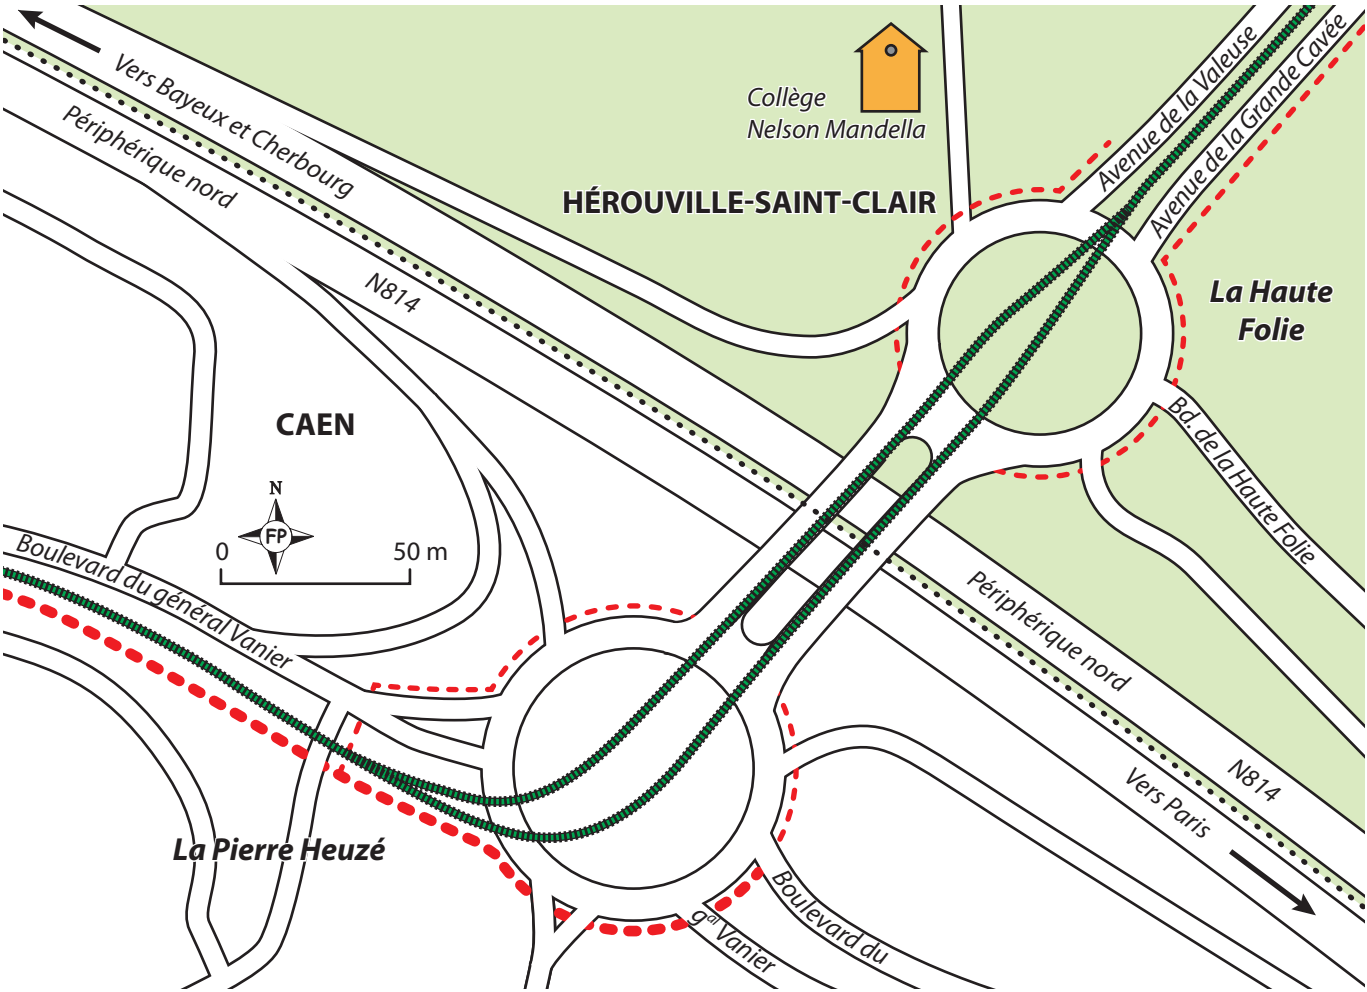 Vers Bayeux et Cherbourg
Périphérique nord
N814
Collège
Nelson Mandella
HÉROUVILLE-SAINT-CLAIR
Avenue de la Valeuse
Avenue de la Grande Cavée
La Haute
Folie
Bd. de la Haute Folie
CAEN
N
FP
0 50 m
Boulevard du général Vanier
La Pierre Heuzé
Périphérique nord
N814
Vers Paris
Boulevard du
gal Vanier